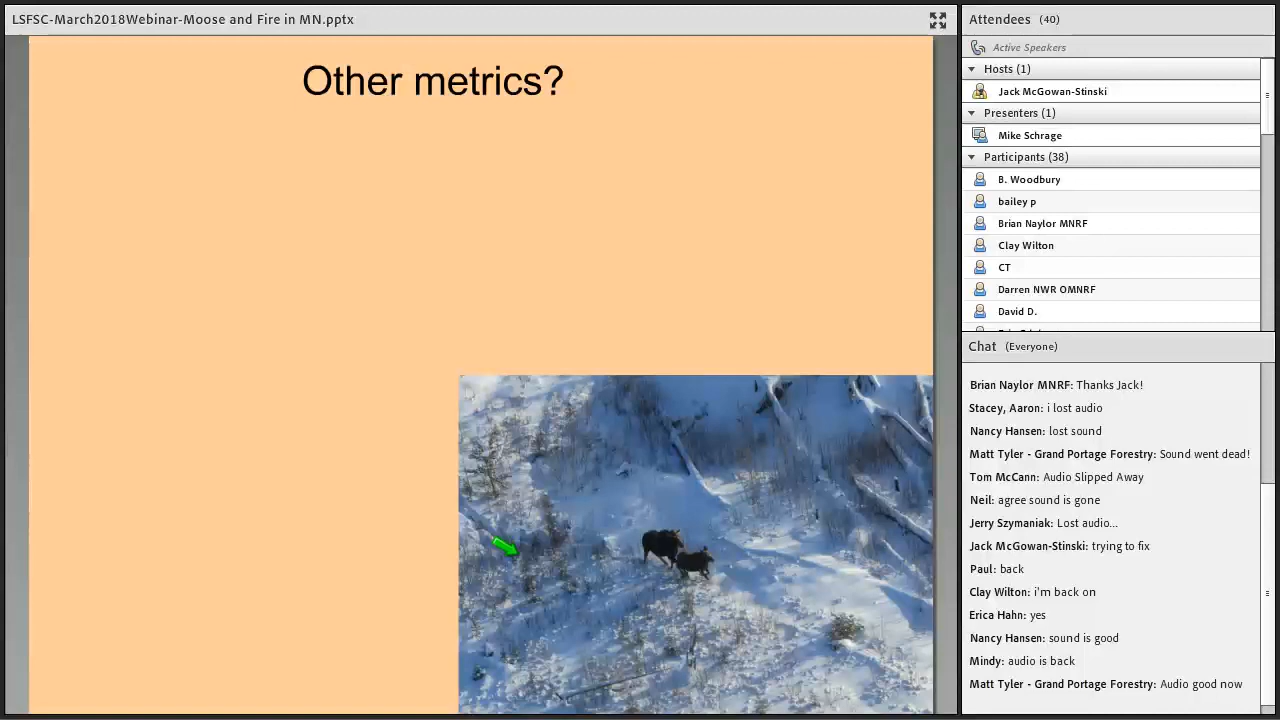 LSFSC-March2018Webinar-Moose and Fire in MN.pptx
Other metrics?
Attendees (40)
Active Speakers
Hosts (1)
Jack McGowan-Stinski
Presenters (1)
Mike Schrage
Participants (38)
B. Woodbury
bailey p
Brian Naylor MNRF
Clay Wilton
CT
Darren NWR OMNRF
David D.
Chat (Everyone)
Brian Naylor MNRF: Thanks Jack!
Stacey, Aaron: i lost audio
Nancy Hansen: lost sound
Matt Tyler - Grand Portage Forestry: Sound went dead!
Tom McCann: Audio Slipped Away
Neil: agree sound is gone
Jerry Szymaniak: Lost audio...
Jack McGowan-Stinski: trying to fix
Paul: back
Clay Wilton: i'm back on
Erica Hahn: yes
Nancy Hansen: sound is good
Mindy: audio is back
Matt Tyler - Grand Portage Forestry: Audio good now